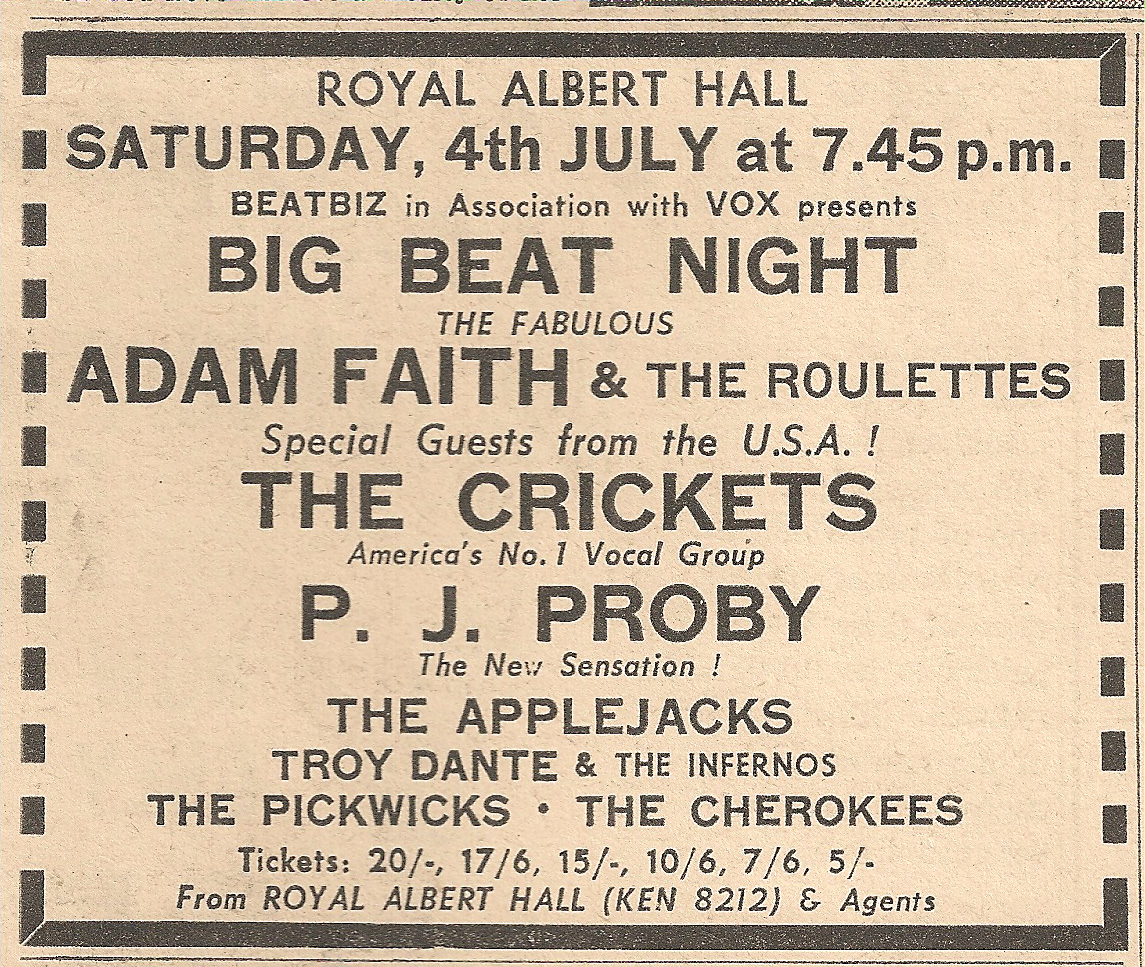 ROYAL ALBERT HALL
SATURDAY, 4th JULY at 7.45 p.m.
BEATBIZ in Association with VOX presents
BIG BEAT NIGHT
THE FABULOUS
ADAM FAITH & THE ROULETTES
Special Guests from the U.S.A. !
THE CRICKETS
America's No. 1 Vocal Group
P. J. PROBY
The New Sensation !
THE APPLEJACKS
TROY DANTE & THE INFERNOS
THE PICKWICKS • THE CHEROKEES
Tickets: 20/-, 17/6, 15/-, 10/6, 7/6, 5/-
From ROYAL ALBERT HALL (KEN 8212) & Agents